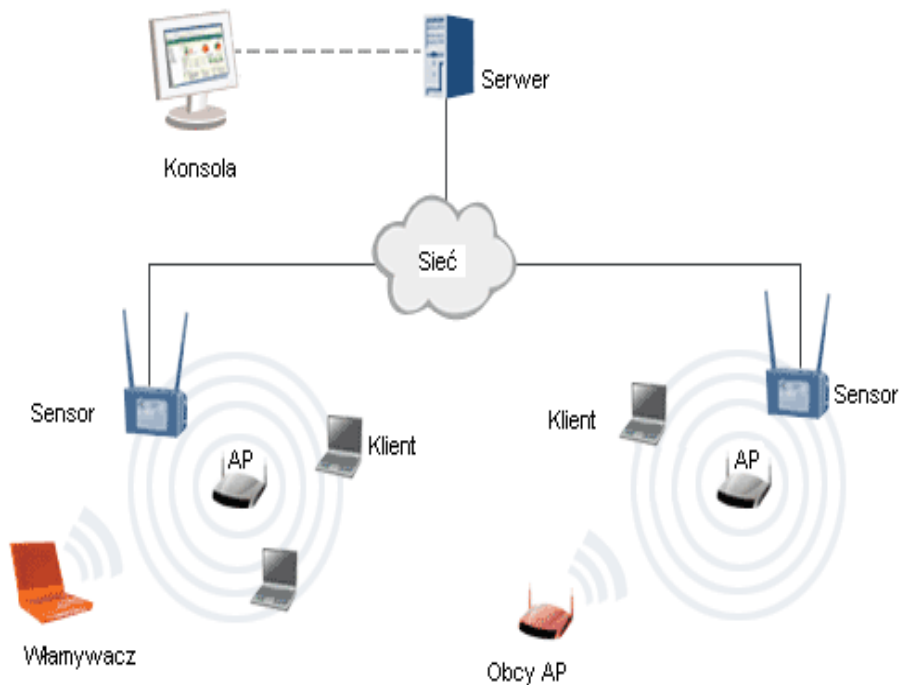 Serwer
Konsola
Sieć
Sensor
AP
Klient
Klient
AP
Sensor
Włamywacz
Obcy AP